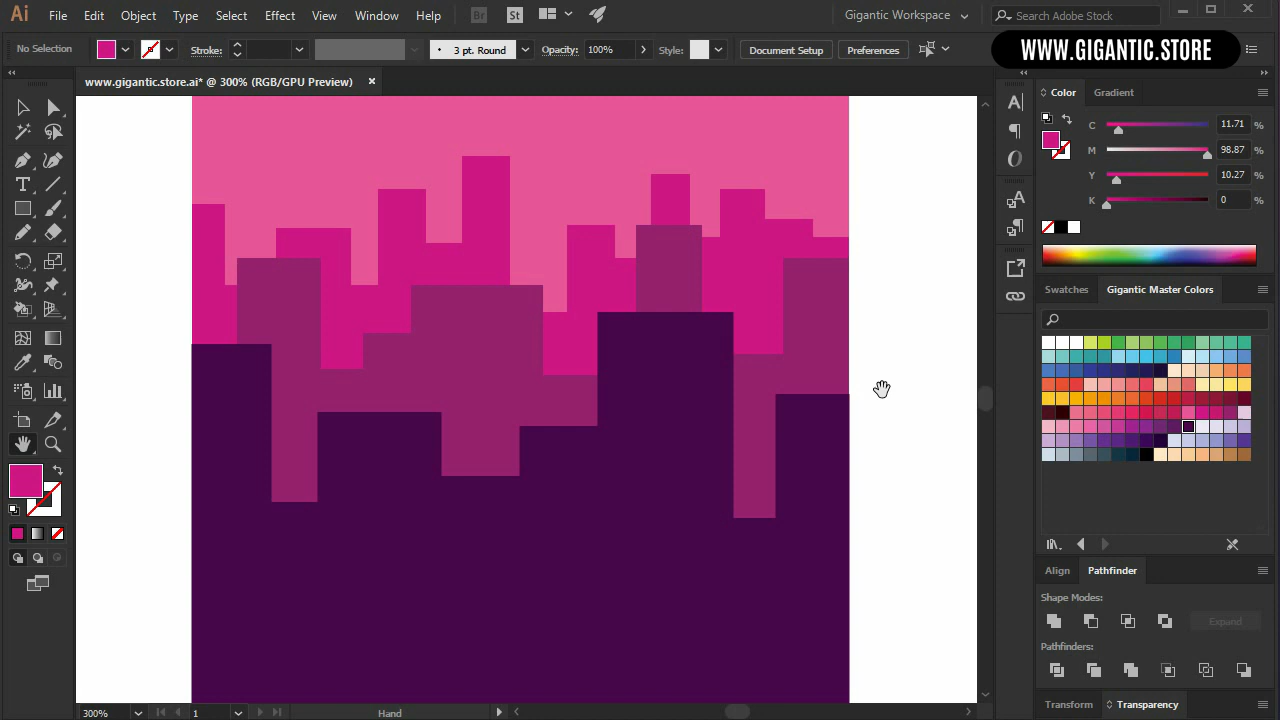 Ai File Edit Object Type Select Effect View Window Help Br St Gigantic Workspace Search Adobe Stock
No Selection Stroke: 3 pt. Round Opacity: 100% Style: Document Setup Preferences WWW.GIGANTIC.STORE
www.gigantic.store.ai* @ 300% (RGB/GPU Preview)
Color Gradient
C 11.71 %
M 98.87 %
Y 10.27 %
K 0 %
Swatches Gigantic Master Colors
Align Pathfinder
Shape Modes:
Expand
Pathfinders:
Transform Transparency
300% 1 Hand